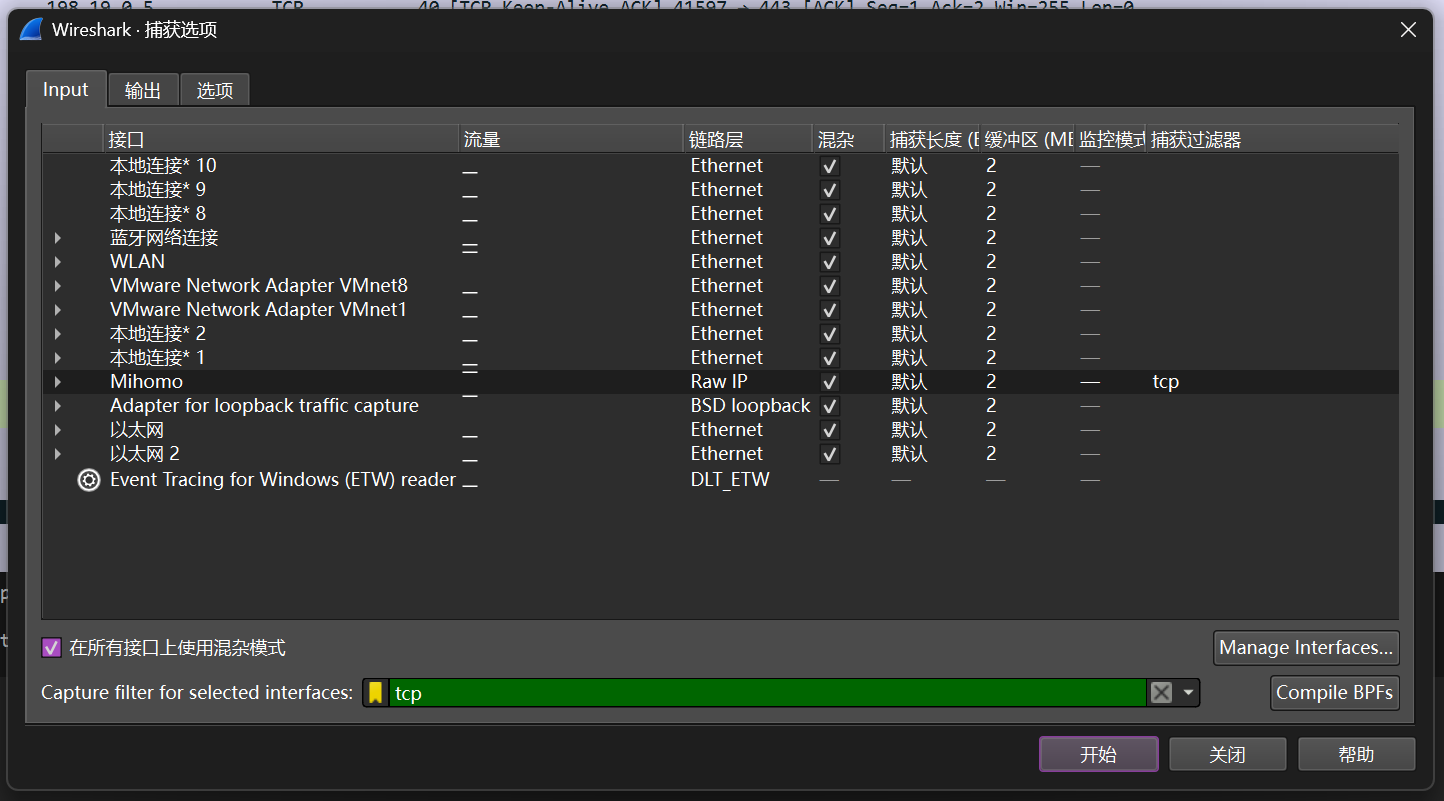 198.19.0.5 TCP 40 [TCP Keep-Alive ACK] 41597 → 443 [ACK] Seq=1 Ack=2 Win=255 Len=0
Wireshark · 捕获选项
Input 输出 选项
接口 流量 链路层 混杂 捕获长度 (B 缓冲区 (MB 监控模式 捕获过滤器
本地连接* 10 Ethernet 默认 2 —
本地连接* 9 Ethernet 默认 2 —
本地连接* 8 Ethernet 默认 2 —
蓝牙网络连接 Ethernet 默认 2 —
WLAN Ethernet 默认 2 —
VMware Network Adapter VMnet8 Ethernet 默认 2 —
VMware Network Adapter VMnet1 Ethernet 默认 2 —
本地连接* 2 Ethernet 默认 2 —
本地连接* 1 Ethernet 默认 2 —
Mihomo Raw IP 默认 2 — tcp
Adapter for loopback traffic capture BSD loopback 默认 2 —
以太网 Ethernet 默认 2 —
以太网 2 Ethernet 默认 2 —
Event Tracing for Windows (ETW) reader DLT_ETW — — — —
在所有接口上使用混杂模式
Manage Interfaces...
Capture filter for selected interfaces: tcp
Compile BPFs
开始 关闭 帮助